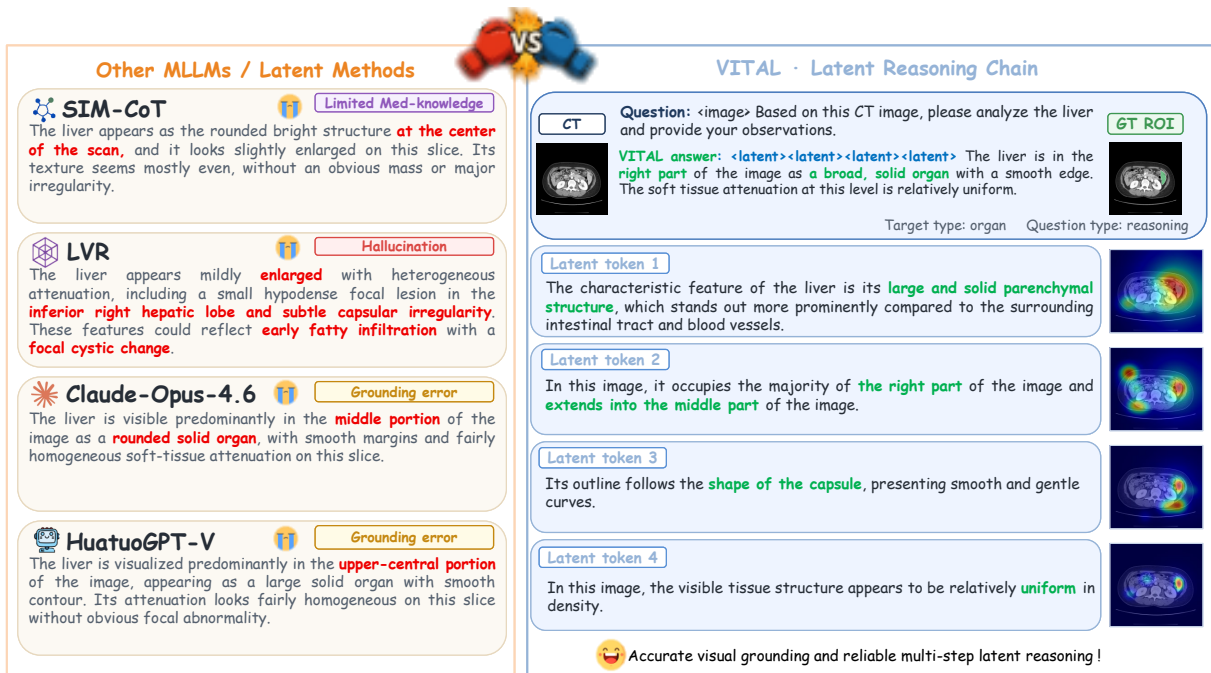 VS
Other MLLMs / Latent Methods
SIM-CoT
Limited Med-knowledge
The liver appears as the rounded bright structure at the center
of the scan, and it looks slightly enlarged on this slice. Its
texture seems mostly even, without an obvious mass or major
irregularity.
LVR
Hallucination
The liver appears mildly enlarged with heterogeneous
attenuation, including a small hypodense focal lesion in the
inferior right hepatic lobe and subtle capsular irregularity.
These features could reflect early fatty infiltration with a
focal cystic change.
Claude-Opus-4.6
Grounding error
The liver is visible predominantly in the middle portion of the
image as a rounded solid organ, with smooth margins and fairly
homogeneous soft-tissue attenuation on this slice.
HuatuoGPT-V
Grounding error
The liver is visualized predominantly in the upper-central portion
of the image, appearing as a large solid organ with smooth
contour. Its attenuation looks fairly homogeneous on this slice
without obvious focal abnormality.
VITAL · Latent Reasoning Chain
CT
Question: <image> Based on this CT image, please analyze the liver
and provide your observations.
GT ROI
VITAL answer: <latent><latent><latent><latent> The liver is in the
right part of the image as a broad, solid organ with a smooth edge.
The soft tissue attenuation at this level is relatively uniform.
Target type: organ Question type: reasoning
Latent token 1
The characteristic feature of the liver is its large and solid parenchymal
structure, which stands out more prominently compared to the surrounding
intestinal tract and blood vessels.
Latent token 2
In this image, it occupies the majority of the right part of the image and
extends into the middle part of the image.
Latent token 3
Its outline follows the shape of the capsule, presenting smooth and gentle
curves.
Latent token 4
In this image, the visible tissue structure appears to be relatively uniform in
density.
Accurate visual grounding and reliable multi-step latent reasoning !